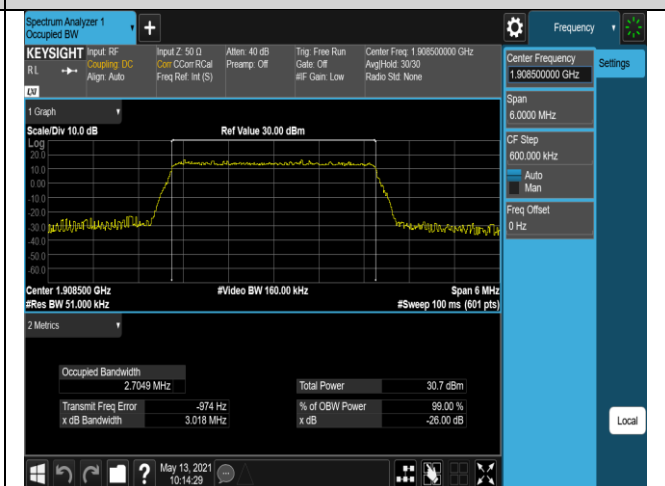 Spectrum Analyzer 1
Occupied BW
+
Frequency
KEYSIGHT
RL
Input: RF
Coupling: DC
Align: Auto
Input Z: 50 Ω
Corr CCorr RCal
Freq Ref: Int (S)
Atten: 40 dB
Preamp: Off
Trig: Free Run
Gate: Off
#IF Gain: Low
Center Freq: 1.908500000 GHz
Avg|Hold: 30/30
Radio Std: None
LXI
Center Frequency
1.908500000 GHz
Settings
Span
6.0000 MHz
CF Step
600.000 kHz
Auto
Man
Freq Offset
0 Hz
Local
1 Graph
Scale/Div 10.0 dB
Ref Value 30.00 dBm
Log
20.0
10.0
0.00
-10.0
-20.0
-30.0
-40.0
-50.0
-60.0
Center 1.908500 GHz
#Video BW 160.00 kHz
Span 6 MHz
#Res BW 51.000 kHz
#Sweep 100 ms (601 pts)
2 Metrics
Occupied Bandwidth
2.7049 MHz
Total Power 30.7 dBm
Transmit Freq Error -974 Hz
% of OBW Power 99.00 %
x dB Bandwidth 3.018 MHz
x dB -26.00 dB
?
May 13, 2021
10:14:29